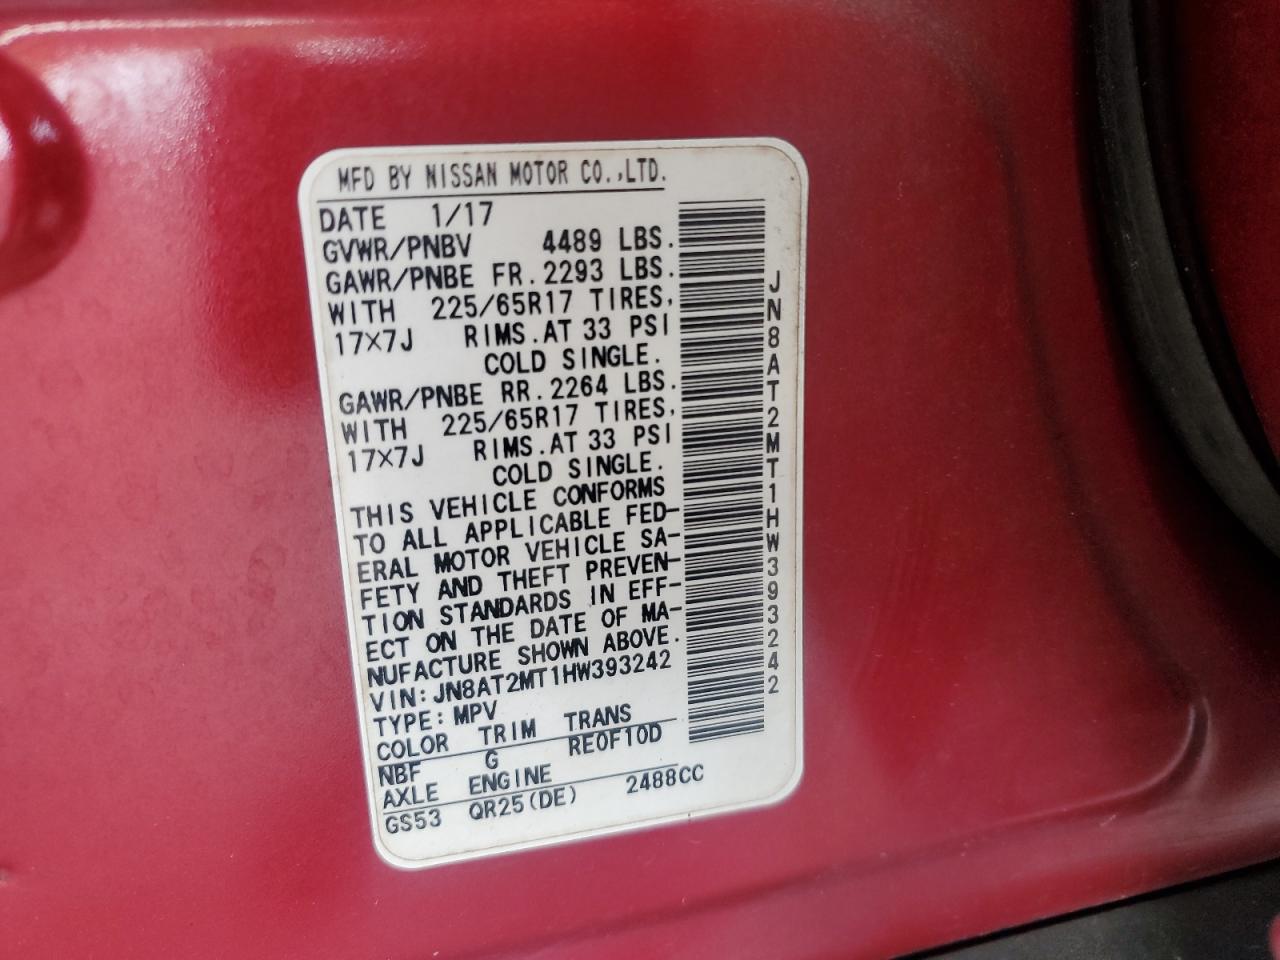 MFD BY NISSAN MOTOR CO.,LTD.
DATE 1/17
GVWR/PNBV 4489 LBS.
GAWR/PNBE FR. 2293 LBS.
WITH 225/65R17 TIRES,
17×7J RIMS.AT 33 PSI
COLD SINGLE.
GAWR/PNBE RR. 2264 LBS.
WITH 225/65R17 TIRES,
17×7J RIMS.AT 33 PSI
COLD SINGLE.
THIS VEHICLE CONFORMS
TO ALL APPLICABLE FED-
ERAL MOTOR VEHICLE SA-
FETY AND THEFT PREVEN-
TION STANDARDS IN EFF-
ECT ON THE DATE OF MA-
NUFACTURE SHOWN ABOVE.
VIN: JN8AT2MT1HW393242
TYPE: MPV
COLOR TRIM TRANS
NBF G RE0F10D
AXLE ENGINE
GS53 QR25(DE) 2488CC
JN8AT2MT1HW393242